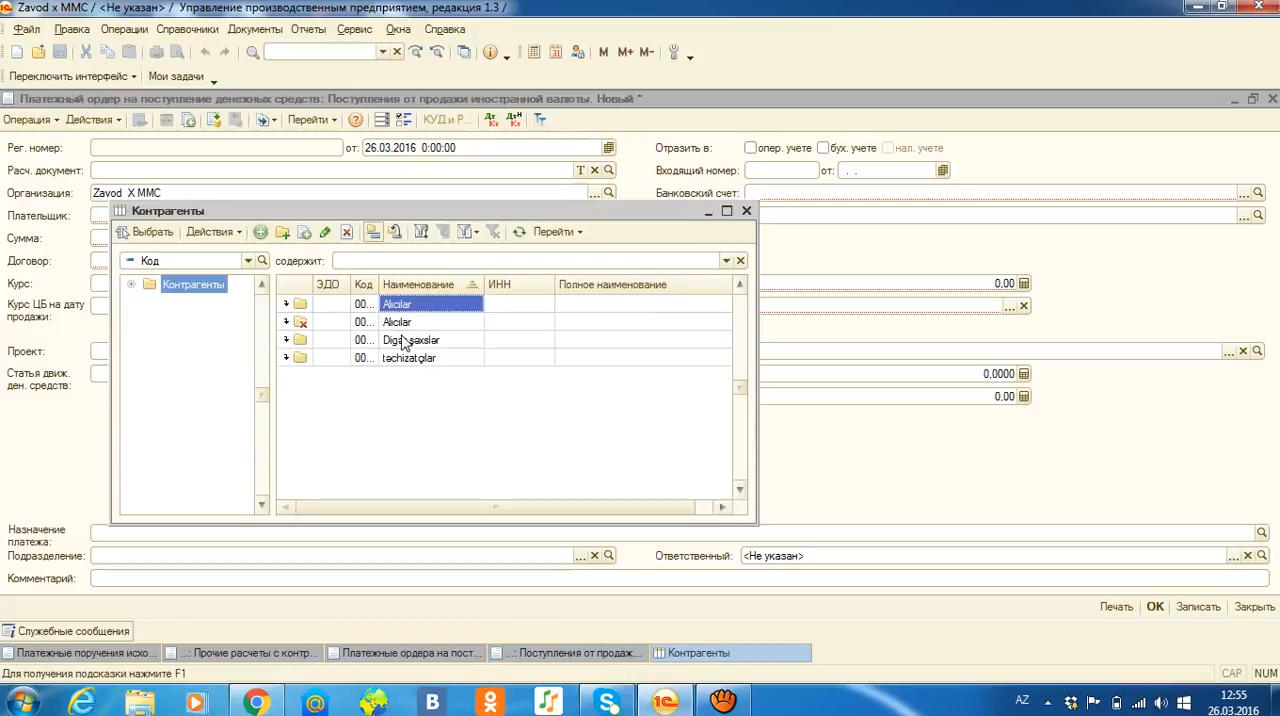 Zavod x MMC / <Не указан> / Управление производственным предприятием, редакция 1.3 /
Файл Правка Операции Справочники Документы Отчеты Сервис Окна Справка
M M+ M-
Переключить интерфейс Мои задачи
Платежный ордер на поступление денежных средств: Поступления от продажи иностранной валюты. Новый *
Операция Действия Перейти КУД и Р...
Рег. номер: от: 26.03.2016 0:00:00 Отразить в: опер. учете бух. учете нал. учете
Расч. документ: T Входящий номер: от: . .
Организация: Zavod X MMC Банковский счет:
Плательщик:
Контрагенты
Выбрать Действия Перейти
Сумма:
Договор:
Код содержит:
Курс: 0,00
Контрагенты ЭДО Код Наименование ИНН Полное наименование
Курс ЦБ на дату продажи:
00... Alıcılar
00... Alıcılar
00...
00... təchizatçılar
Проект:
Статья движ. ден. средств: 0,0000
0,00
Назначение платежа:
Подразделение: Ответственный: <Не указан>
Комментарий:
Печать OK Записать Закрыть
Служебные сообщения
Платежные поручения исхо... ...: Прочие расчеты с контр... Платежные ордера на пост... ...: Поступления от продаж... Контрагенты
Для получения подсказки нажмите F1 CAP NUM
AZ 12:55
26.03.2016